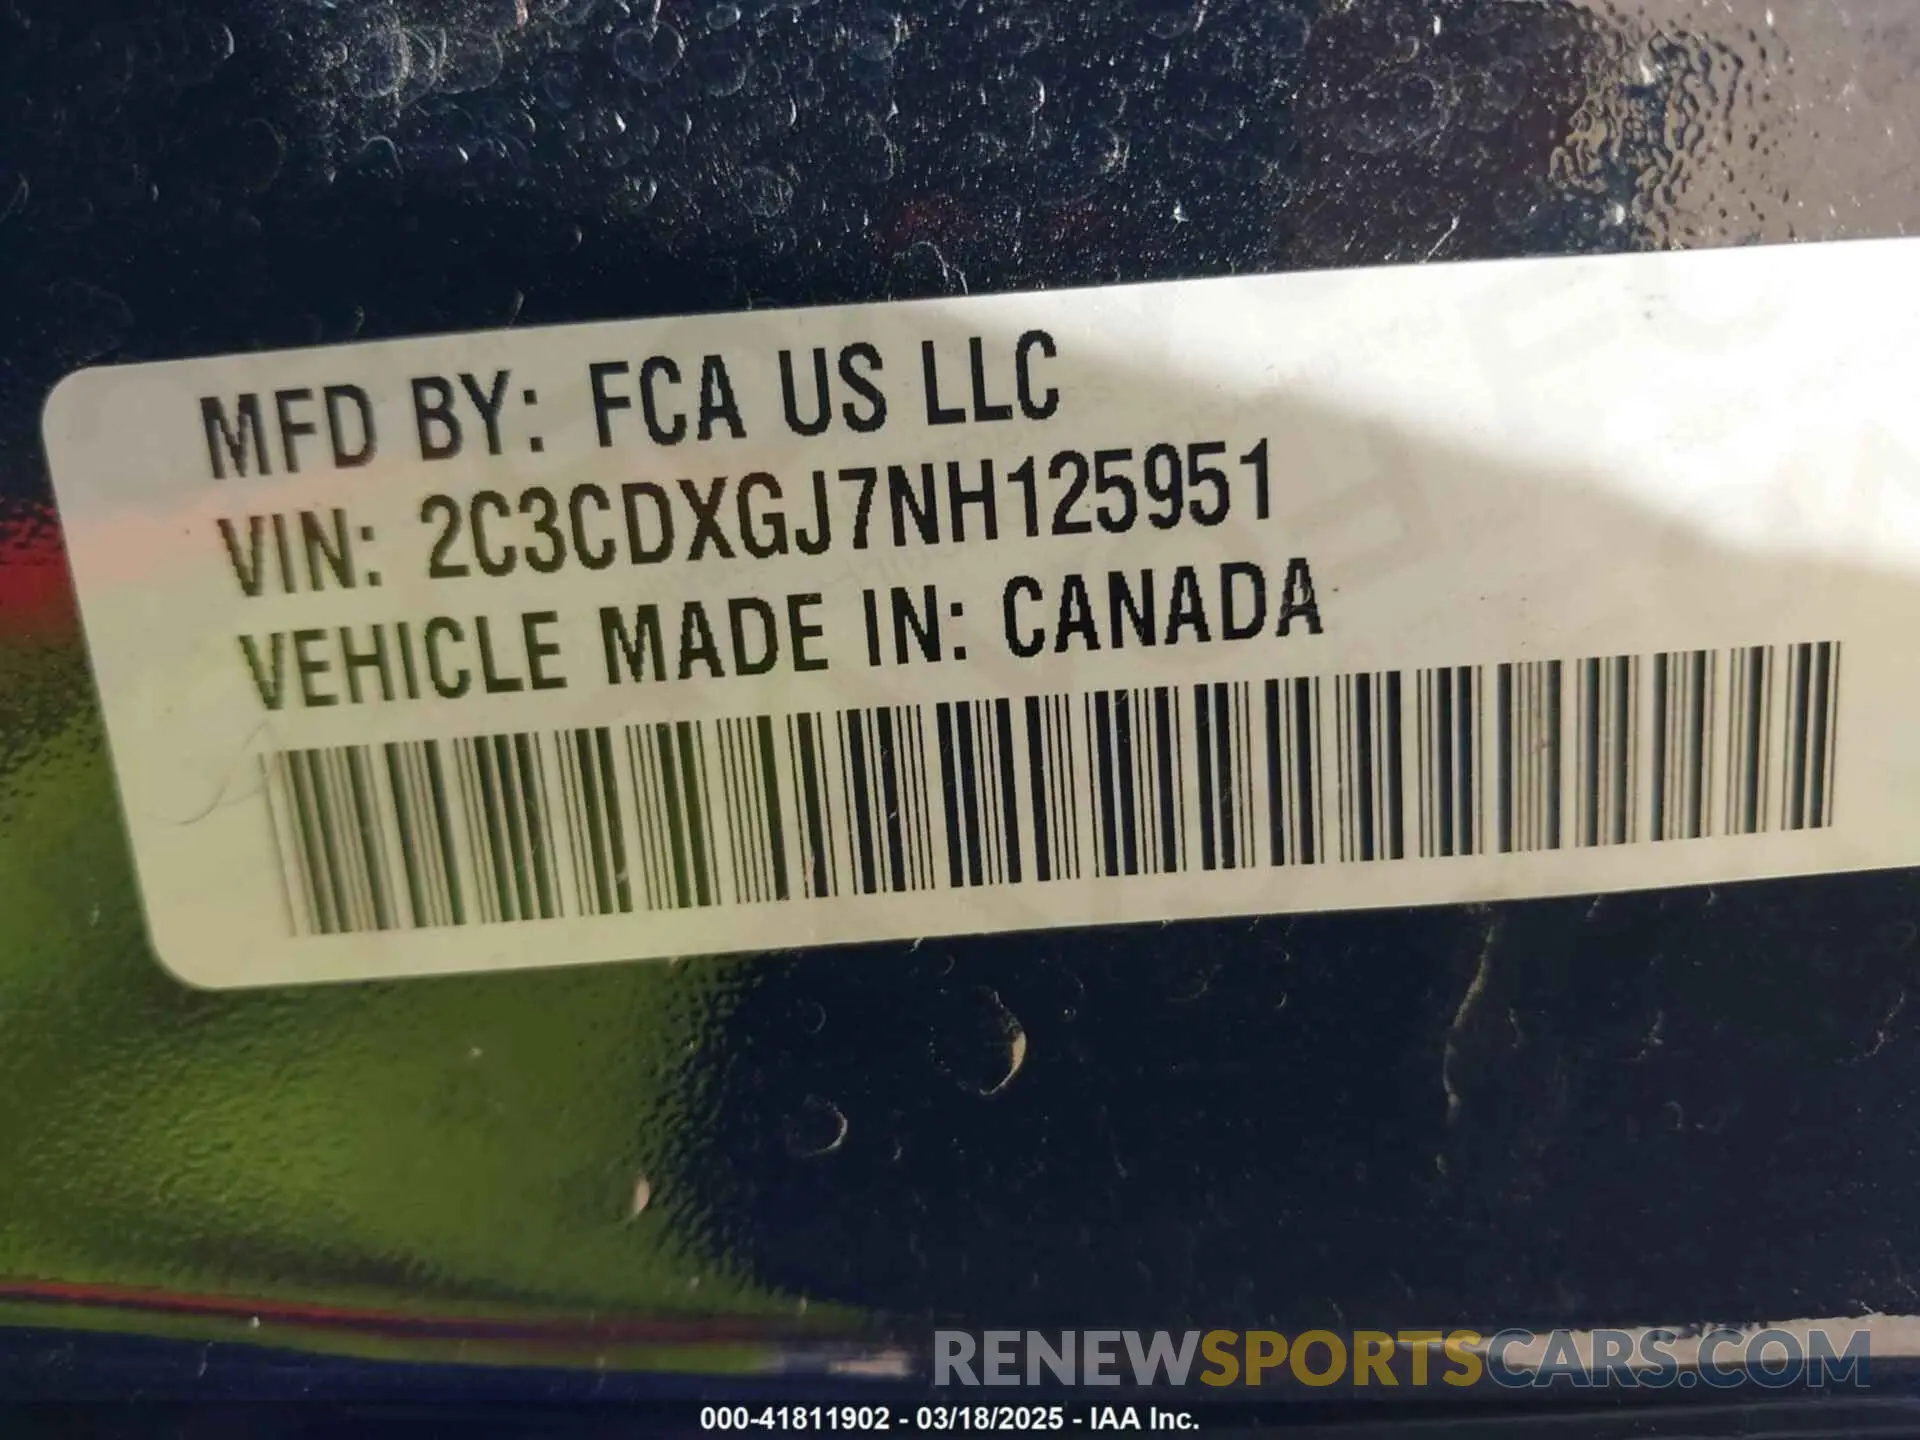 MFD BY: FCA US LLC
VIN: 2C3CDXGJ7NH125951
VEHICLE MADE IN: CANADA
RENEWSPORTSCARS.COM
000-41811902 - 03/18/2025 - IAA Inc.